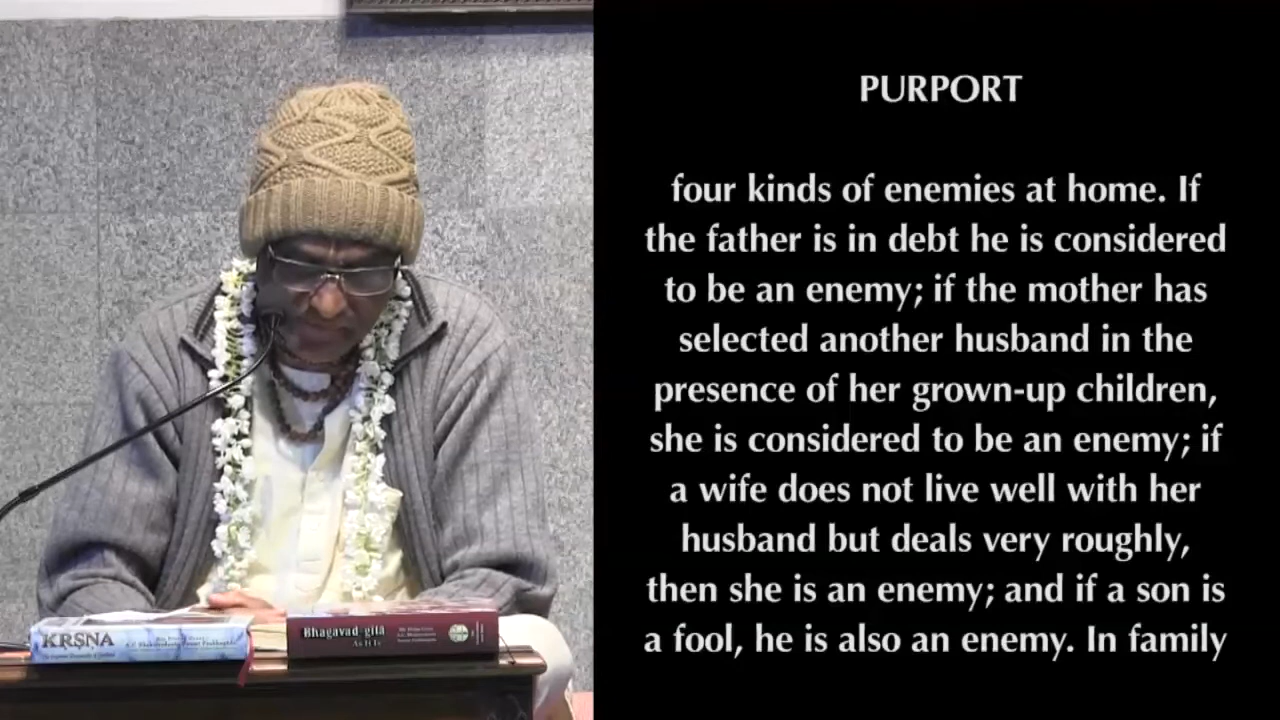 PURPORT
four kinds of enemies at home. If
the father is in debt he is considered
to be an enemy; if the mother has
selected another husband in the
presence of her grown-up children,
she is considered to be an enemy; if
a wife does not live well with her
husband but deals very roughly,
then she is an enemy; and if a son is
a fool, he is also an enemy. In family
KṚṢṆA
Bhagavad-gītā
As It Is